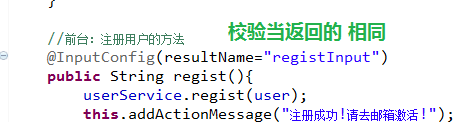 校验当返回的 相同
//前台：注册用户的方法
@InputConfig(resultName="registInput")
public String regist(){
userService.regist(user);
this.addActionMessage("注册成功!请去邮箱激活!");